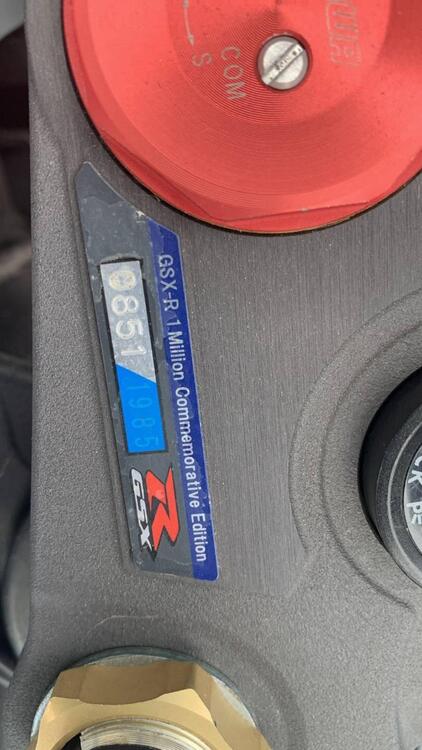 COM
S
GSX-R 1 Million Commemorative Edition
0851/1985
R
GSX